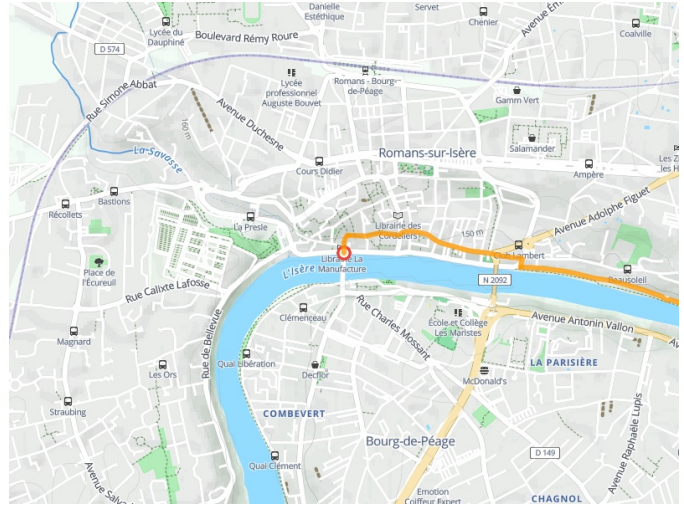 Danielle
Esthétique
Servet
Chenier
Avenue Ém
Coalville
Lycée du
Dauphiné
Boulevard Rémy Roure
D 574
Lycée
professionnel
Auguste Bouvet
Romans - Bourg-
de-Péage
Gamm Vert
Rue Simone Abbat
Avenue Duchesne
160 m
La Savasse
Cours Didier
Romans-sur-Isère
Salamander
Ampère
Les Z
les H
Bastions
Récollets
La Presle
Librairie des
Cordeliers
150 m
Avenue Adolphe Figuet
Club Lambert
Librairie La
Manufacture
L'Isère
Beausoleil
N 2092
Place de
l'Écureuil
Rue Calixte Lafosse
Clémenceau
Rue Charles Mossant
École et Collège
Les Maristes
Avenue Antonin Vallon
Av
Magnard
Rue de Bellevue
Quai Libération
Decflor
LA PARISIÈRE
McDonald's
Les Ors
Straubing
COMBEVERT
Avenue Raphaële Lupis
Bourg-de-Péage
D 149
Quai Clément
Avenue Salva
Emotion
Coiffeur Expert
CHAGNOL